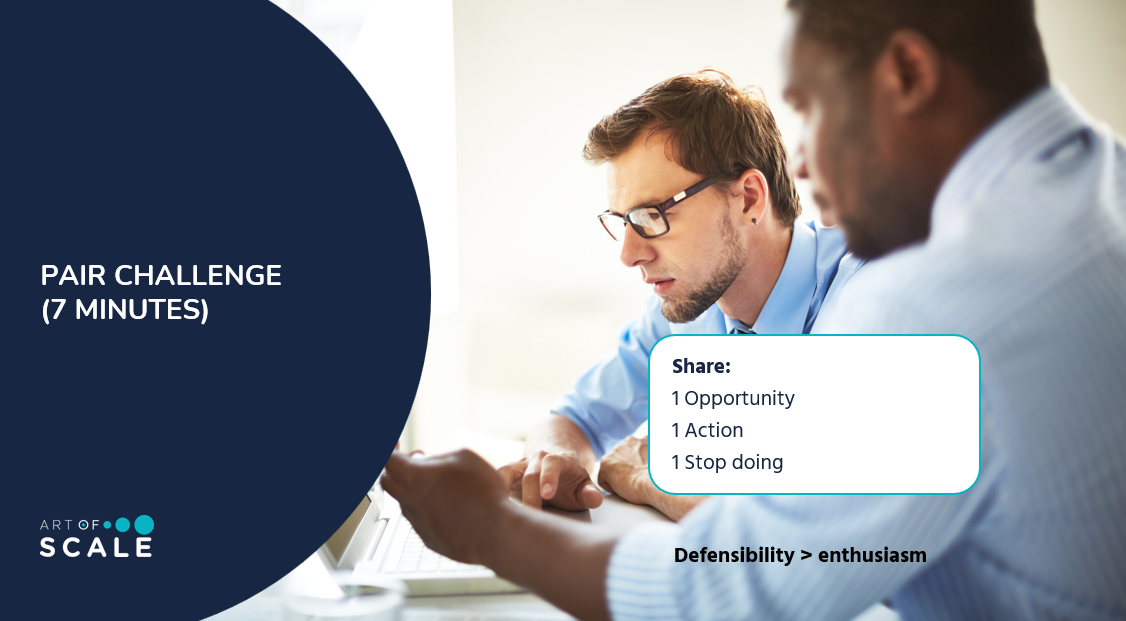 PAIR CHALLENGE
(7 MINUTES)
Share:
1 Opportunity
1 Action
1 Stop doing
Defensibility > enthusiasm
ART OF
SCALE